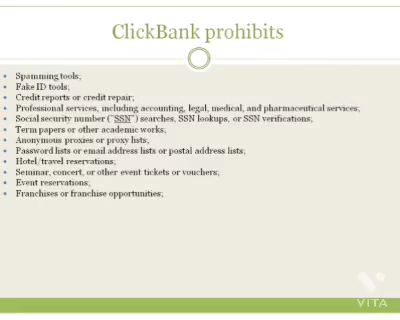 ClickBank prohibits
Spamming tools;
Fake ID tools;
Credit reports or credit repair;
Professional services, including accounting, legal, medical, and pharmaceutical services;
Social security number ("SSN") searches, SSN lookups, or SSN verifications;
Term papers or other academic works,
Anonymous proxies or proxy lists;
Password lists or email address lists or postal address lists;
Hotel/travel reservations;
Seminar, concert, or other event tickets or vouchers;
Event reservations;
Franchises or franchise opportunities;
VITA